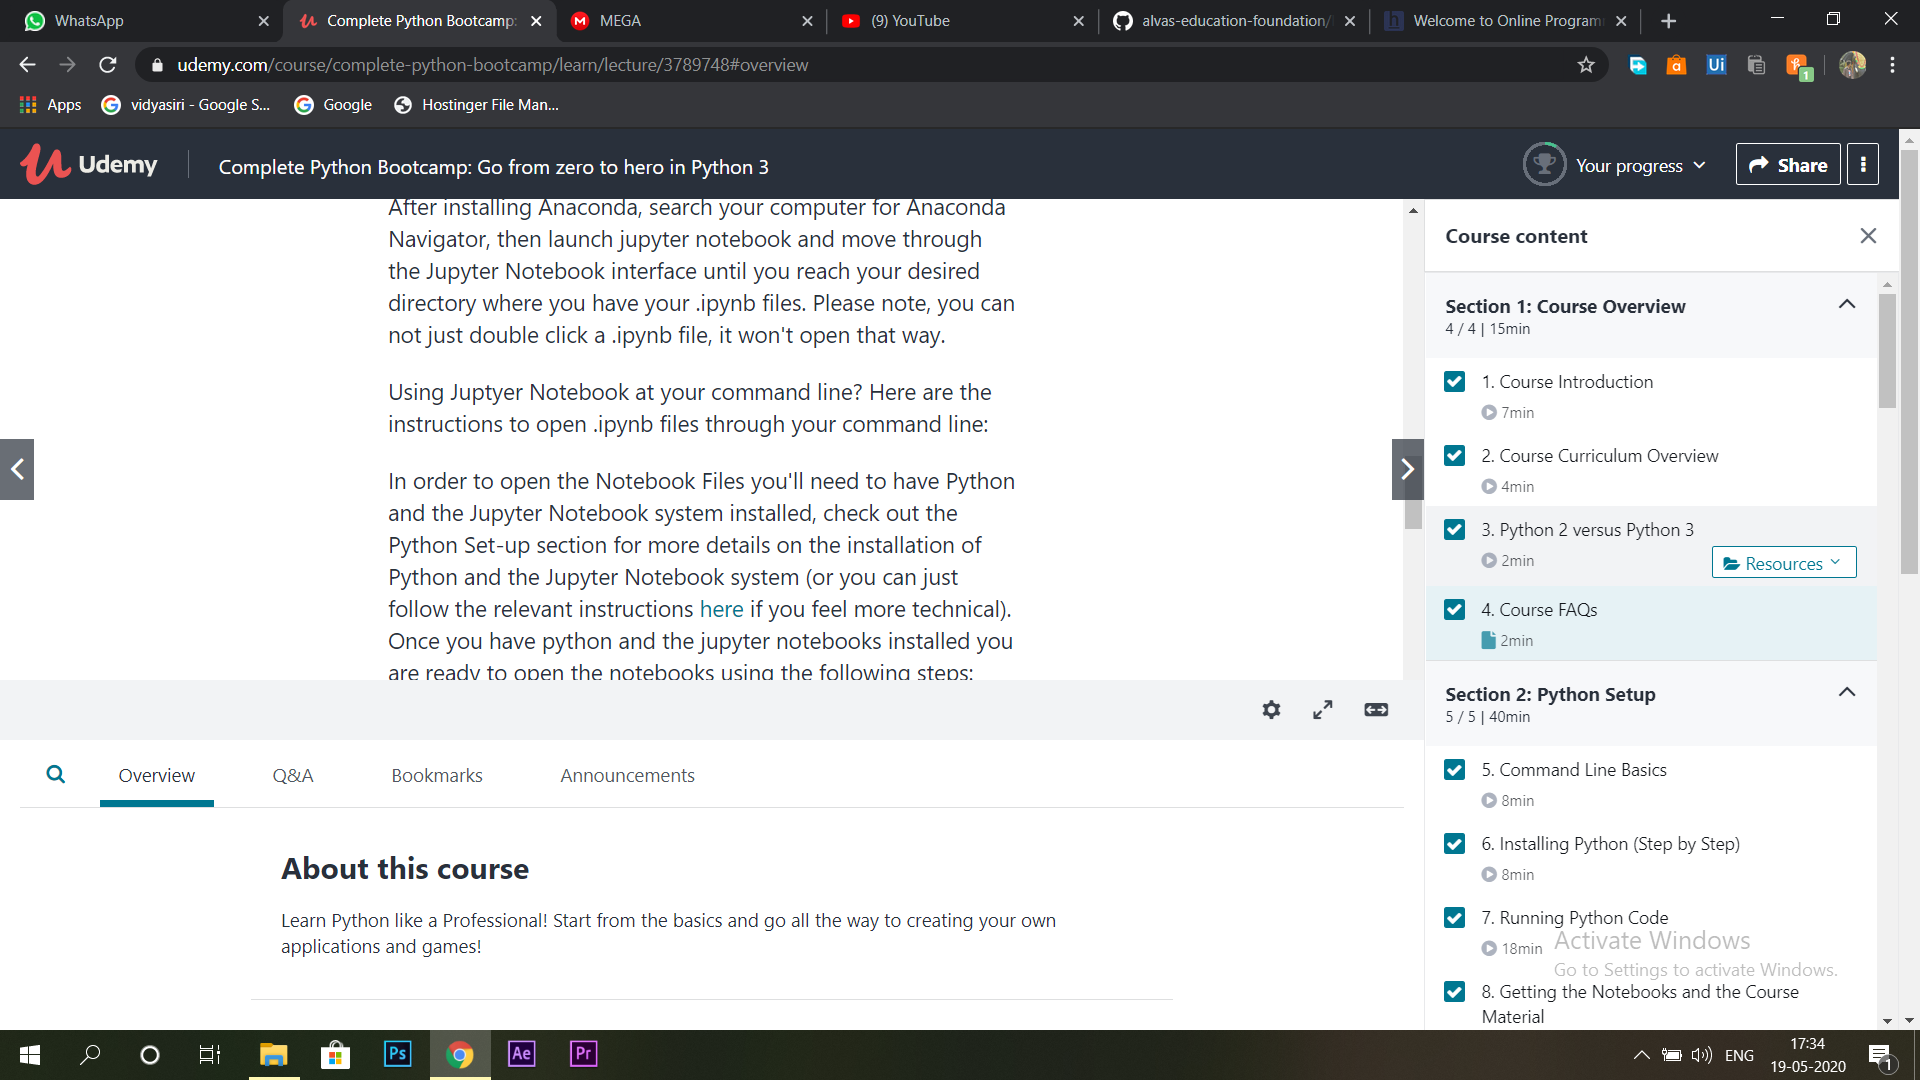 WhatsApp
Complete Python Bootcamp:
MEGA
(9) YouTube
alvas-education-foundation/
Welcome to Online Program
udemy.com/course/complete-python-bootcamp/learn/lecture/3789748#overview
Apps
vidyasiri - Google S...
Google
Hostinger File Man...
Udemy
Complete Python Bootcamp: Go from zero to hero in Python 3
Your progress
Share
After installing Anaconda, search your computer for Anaconda
Navigator, then launch jupyter notebook and move through
the Jupyter Notebook interface until you reach your desired
directory where you have your .ipynb files. Please note, you can
not just double click a .ipynb file, it won't open that way.
Using Juptyer Notebook at your command line? Here are the
instructions to open .ipynb files through your command line:
In order to open the Notebook Files you'll need to have Python
and the Jupyter Notebook system installed, check out the
Python Set-up section for more details on the installation of
Python and the Jupyter Notebook system (or you can just
follow the relevant instructions here if you feel more technical).
Once you have python and the jupyter notebooks installed you
are ready to open the notebooks using the following steps:
Overview
Q&A
Bookmarks
Announcements
About this course
Learn Python like a Professional! Start from the basics and go all the way to creating your own
applications and games!
Course content
Section 1: Course Overview
4 / 4 | 15min
1. Course Introduction
7min
2. Course Curriculum Overview
4min
3. Python 2 versus Python 3
2min
Resources
4. Course FAQs
2min
Section 2: Python Setup
5 / 5 | 40min
5. Command Line Basics
8min
6. Installing Python (Step by Step)
8min
7. Running Python Code
18min
Activate Windows
Go to Settings to activate Windows.
8. Getting the Notebooks and the Course
Material
Ps
Ae
Pr
ENG
17:34
19-05-2020
1